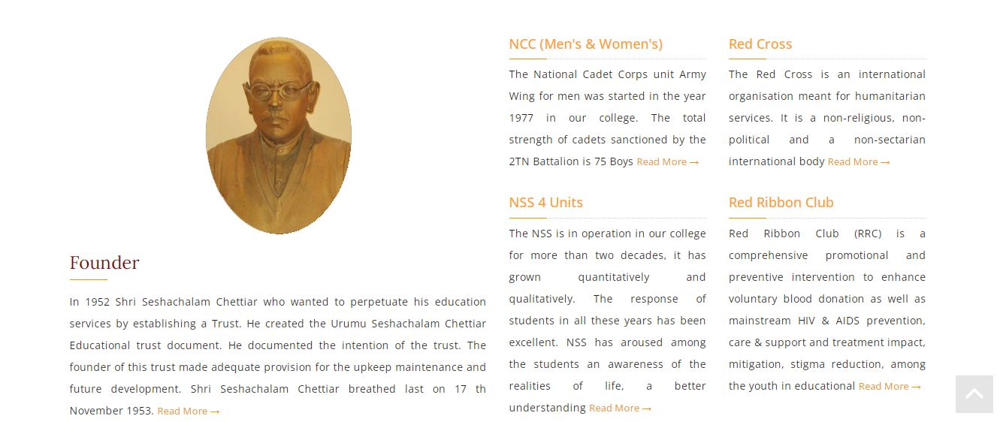 Founder
In 1952 Shri Seshachalam Chettiar who wanted to perpetuate his education
services by establishing a Trust. He created the Urumu Seshachalam Chettiar
Educational trust document. He documented the intention of the trust. The
founder of this trust made adequate provision for the upkeep maintenance and
future development. Shri Seshachalam Chettiar breathed last on 17 th
November 1953. Read More →
NCC (Men's & Women's)
The National Cadet Corps unit Army
Wing for men was started in the year
1977 in our college. The total
strength of cadets sanctioned by the
2TN Battalion is 75 Boys Read More →
NSS 4 Units
The NSS is in operation in our college
for more than two decades, it has
grown quantitatively and
qualitatively. The response of
students in all these years has been
excellent. NSS has aroused among
the students an awareness of the
realities of life, a better
understanding Read More →
Red Cross
The Red Cross is an international
organisation meant for humanitarian
services. It is a non-religious, non-
political and a non-sectarian
international body Read More →
Red Ribbon Club
Red Ribbon Club (RRC) is a
comprehensive promotional and
preventive intervention to enhance
voluntary blood donation as well as
mainstream HIV & AIDS prevention,
care & support and treatment impact,
mitigation, stigma reduction, among
the youth in educational Read More →